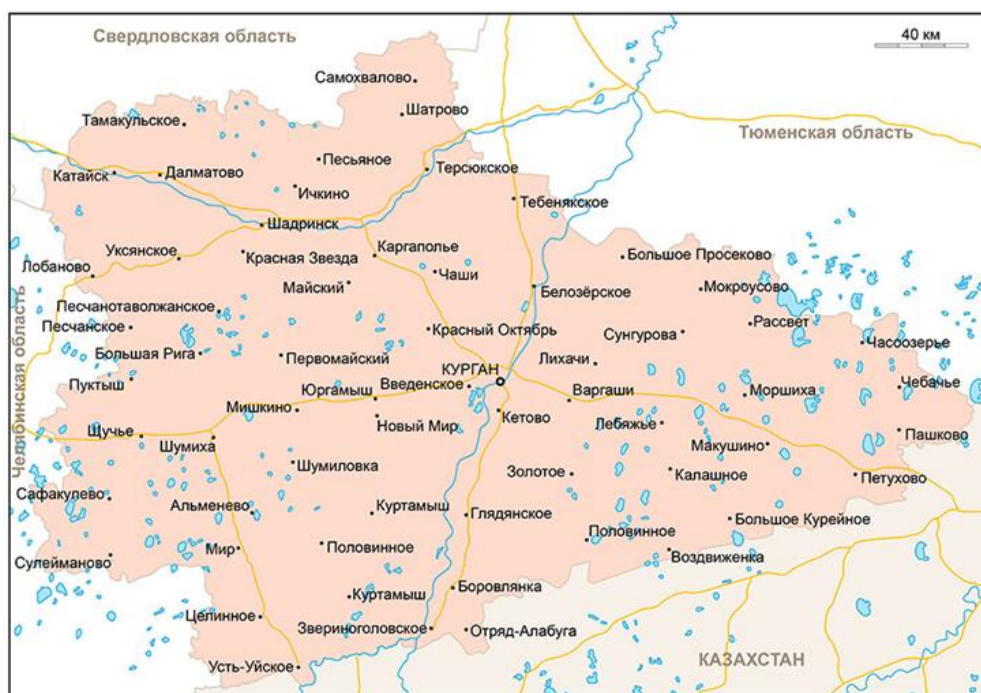 Свердловская область
40 км
Самохвалово
Шатрово
Тамакульское
Тюменская область
Песьяное
Терсюкское
Катайск
Далматово
Ичкино
Тебенякское
Шадринск
Уксянское
Красная Звезда
Каргаполье
Большое Просеково
Лобаново
Чаши
Майский
Белозёрское
Мокроусово
Песчанотаволжанское
Песчанское
Красный Октябрь
Сунгурова
Рассвет
Часоозерье
Большая Рига
Первомайский
Лихачи
КУРГАН
Пуктыш
Юргамыш
Введенское
Варгаши
Моршиха
Чебачье
Мишкино
Новый Мир
Кетово
Лебяжье
Щучье
Шумиха
Макушино
Пашково
Челябинская область
Шумиловка
Золотое
Калашное
Петухово
Сафакулево
Альменево
Куртамыш
Глядянское
Большое Курейное
Половинное
Мир
Половинное
Воздвиженка
Сулейманово
Куртамыш
Боровлянка
Целинное
Звериноголовское
Отряд-Алабуга
Усть-Уйское
КАЗАХСТАН